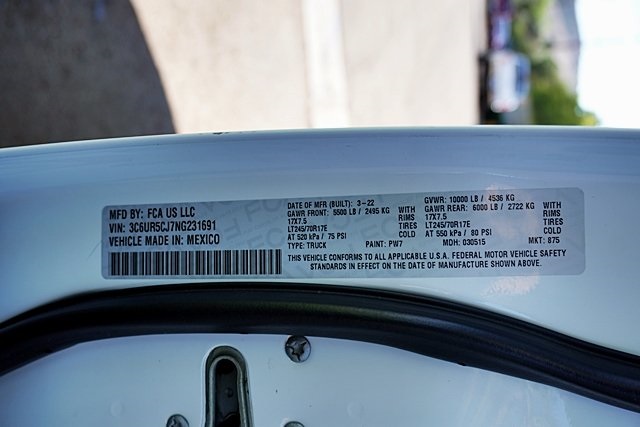 MFD BY: FCA US LLC
VIN: 3C6UR5CJ7NG231691
VEHICLE MADE IN: MEXICO
DATE OF MFR (BUILT): 3-22
GAWR FRONT: 5500 LB / 2495 KG WITH
17X7.5 RIMS
LT245/70R17E TIRES
AT 520 kPa / 75 PSI COLD
TYPE: TRUCK PAINT: PW7
GVWR: 10000 LB / 4536 KG
GAWR REAR: 6000 LB / 2722 KG WITH
17X7.5 RIMS
LT245/70R17E TIRES
AT 550 kPa / 80 PSI COLD
MDH: 030515 MKT: 875
THIS VEHICLE CONFORMS TO ALL APPLICABLE U.S.A. FEDERAL MOTOR VEHICLE SAFETY
STANDARDS IN EFFECT ON THE DATE OF MANUFACTURE SHOWN ABOVE.